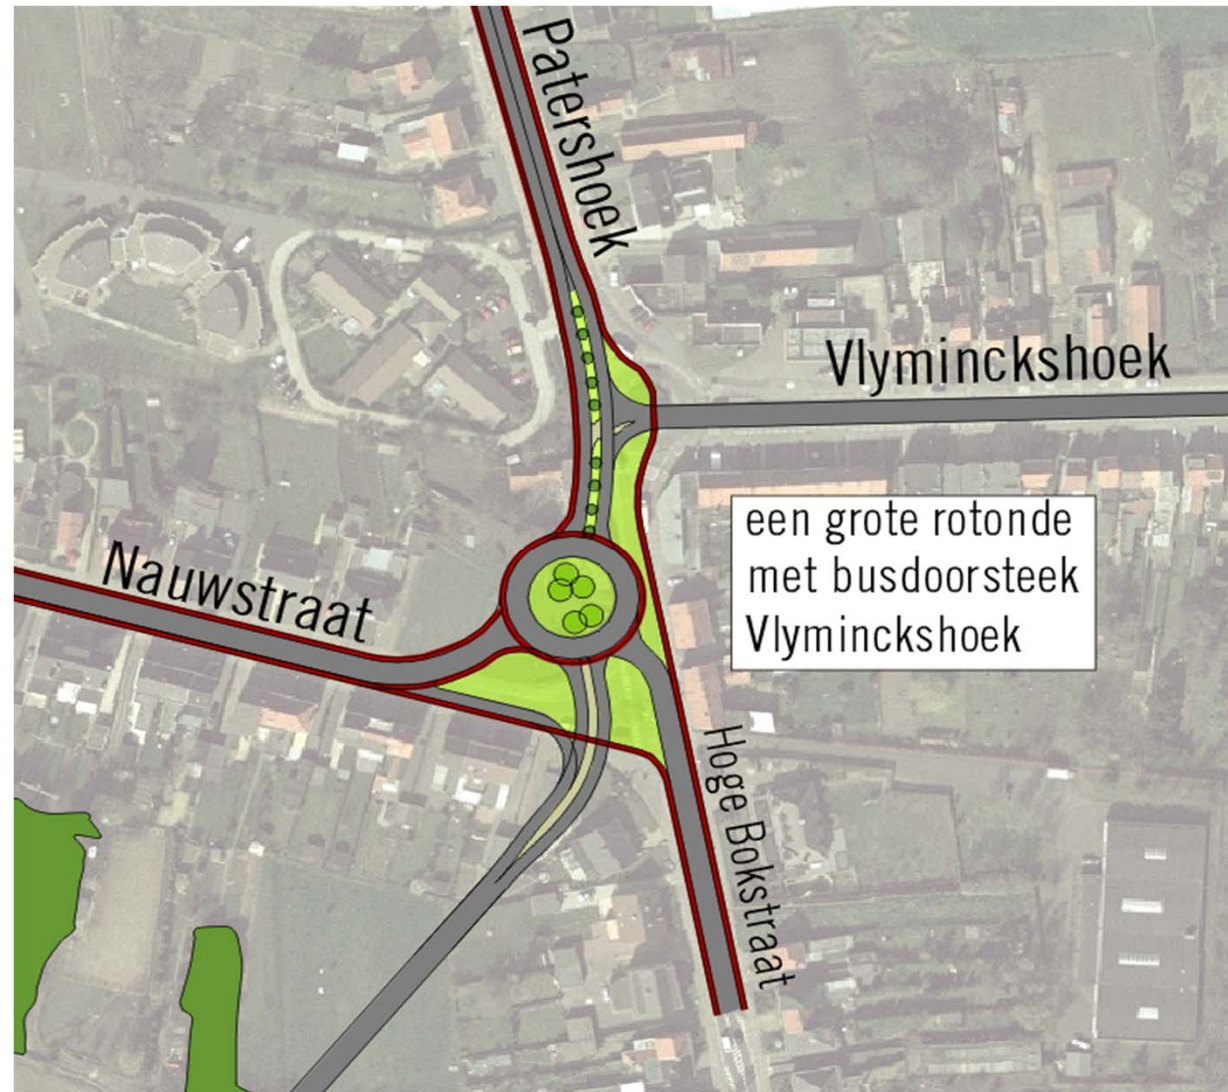 Patershoek
Vlyminckshoek
een grote rotonde
met busdoorsteek
Vlyminckshoek
Nauwstraat
Hoge Bokstraat